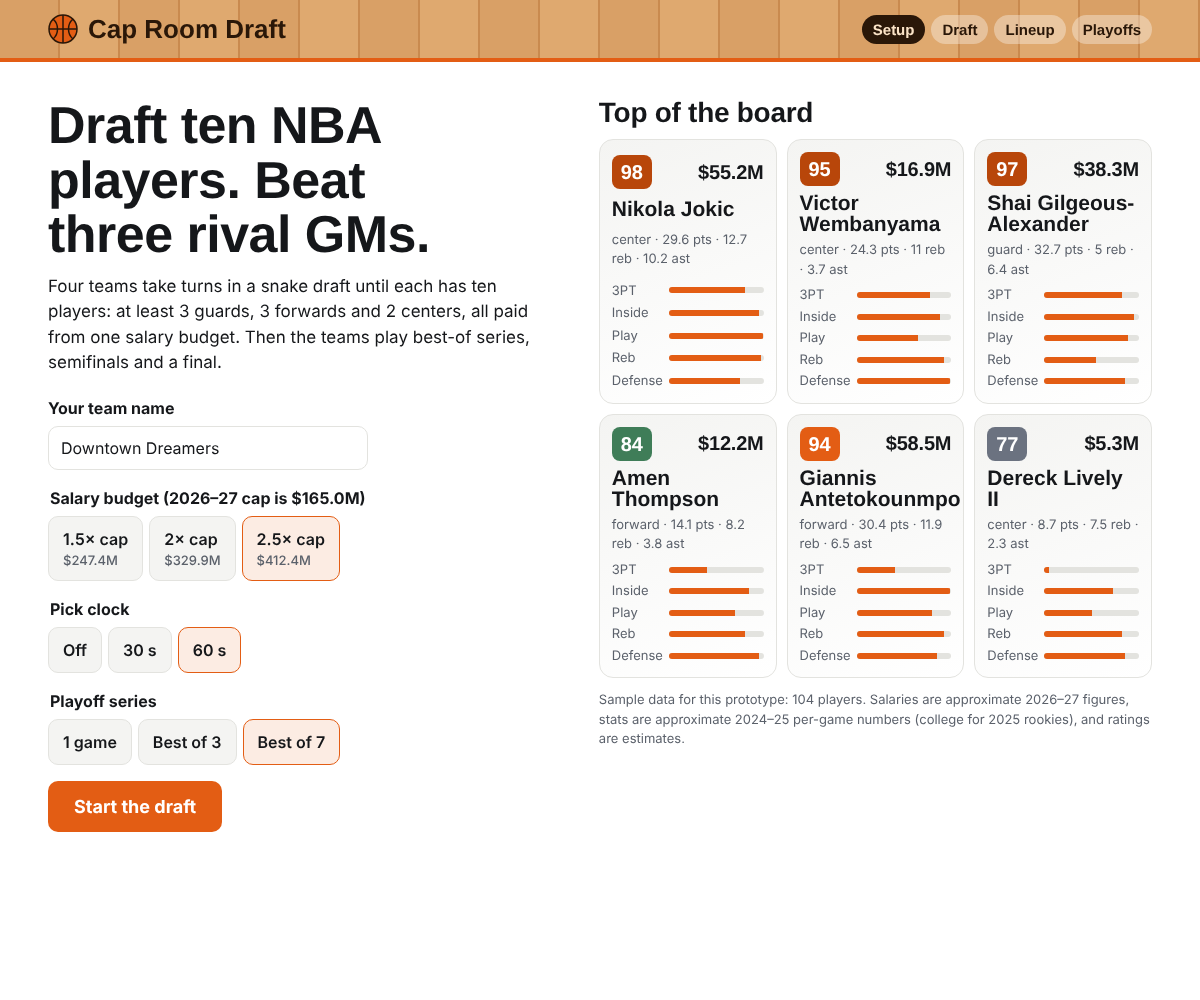 Cap Room Draft
Setup
Draft
Lineup
Playoffs
Draft ten NBA
players. Beat
three rival GMs.
Four teams take turns in a snake draft until each has ten
players: at least 3 guards, 3 forwards and 2 centers, all paid
from one salary budget. Then the teams play best-of series,
semifinals and a final.
Your team name
Downtown Dreamers
Salary budget (2026–27 cap is $165.0M)
1.5× cap
$247.4M
2× cap
$329.9M
2.5× cap
$412.4M
Pick clock
Off
30 s
60 s
Playoff series
1 game
Best of 3
Best of 7
Start the draft
Top of the board
98
$55.2M
Nikola Jokic
center · 29.6 pts · 12.7
reb · 10.2 ast
3PT
Inside
Play
Reb
Defense
95
$16.9M
Victor
Wembanyama
center · 24.3 pts · 11 reb
· 3.7 ast
3PT
Inside
Play
Reb
Defense
97
$38.3M
Shai Gilgeous-
Alexander
guard · 32.7 pts · 5 reb ·
6.4 ast
3PT
Inside
Play
Reb
Defense
84
$12.2M
Amen
Thompson
forward · 14.1 pts · 8.2
reb · 3.8 ast
3PT
Inside
Play
Reb
Defense
94
$58.5M
Giannis
Antetokounmpo
forward · 30.4 pts · 11.9
reb · 6.5 ast
3PT
Inside
Play
Reb
Defense
77
$5.3M
Dereck Lively
II
center · 8.7 pts · 7.5 reb ·
2.3 ast
3PT
Inside
Play
Reb
Defense
Sample data for this prototype: 104 players. Salaries are approximate 2026–27 figures,
stats are approximate 2024–25 per-game numbers (college for 2025 rookies), and ratings
are estimates.